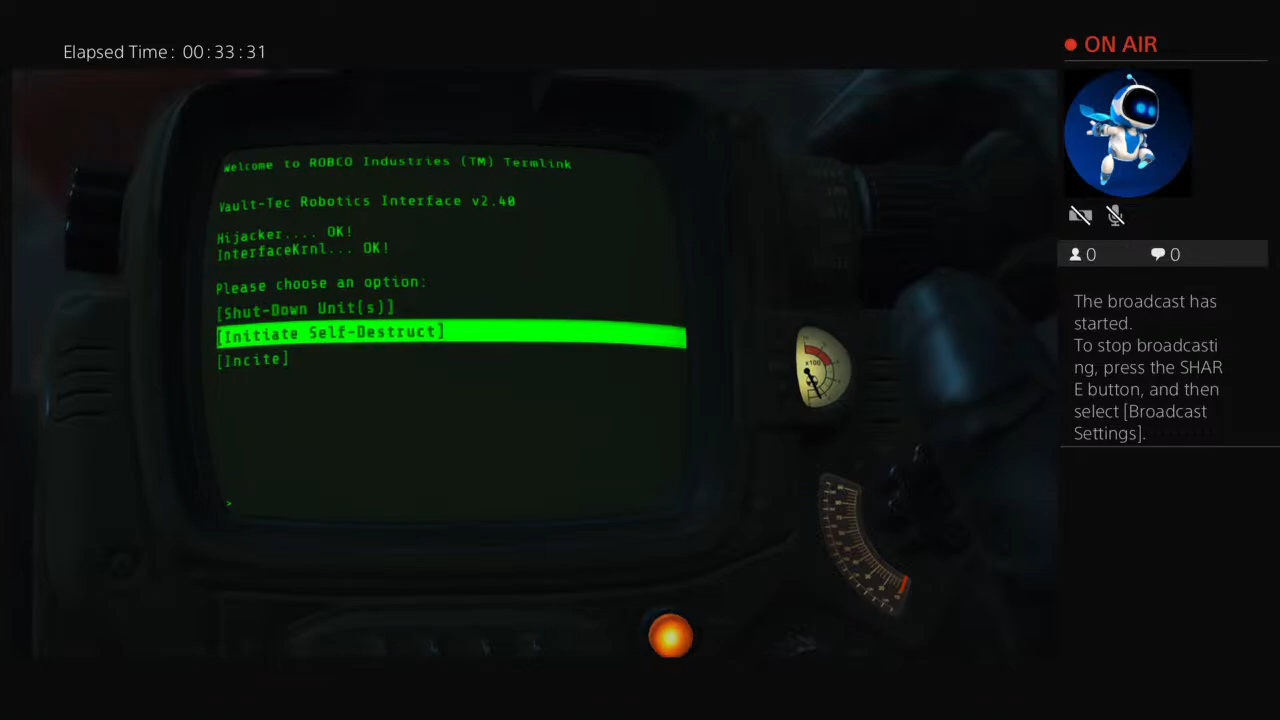 Elapsed Time: 00:33:31
ON AIR
Welcome to ROBCO Industries (TM) Termlink
Vault-Tec Robotics Interface v2.40
Hijacker.... OK!
InterfaceKrnl... OK!
Please choose an option:
[Shut-Down Unit(s)]
[Initiate Self-Destruct]
[Incite]
>
x100
0 0
The broadcast has
started.
To stop broadcasti
ng, press the SHAR
E button, and then
select [Broadcast
Settings].